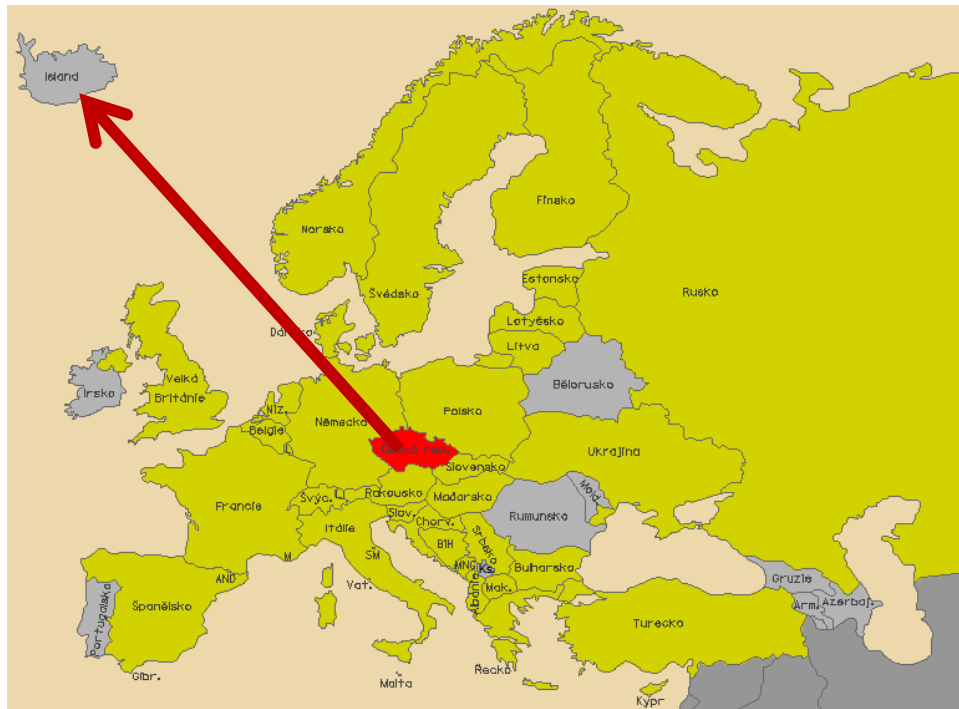 Island
Finsko
Norsko
Rusko
Estonsko
Švédsko
Lotyšsko
Litva
Velká
Británie
Bělorusko
Irsko
Niz.
Polsko
Německo
Belgie
L
Česká rep.
Ukrajina
Slovensko
Švýc.
L
Rakousko
Maďarsko
Mold.
Francie
Itálie
Slov.
Chorv.
Rumunsko
BIH
Srbsko
M
SM
MNG
Ks.
Buharsko
AND
Vat.
Albánie
Mak.
Gruzie
Španělsko
Portugalsko
Arm.
Azerbaj.
Turecko
Řecko
Gibr.
Malta
Kypr